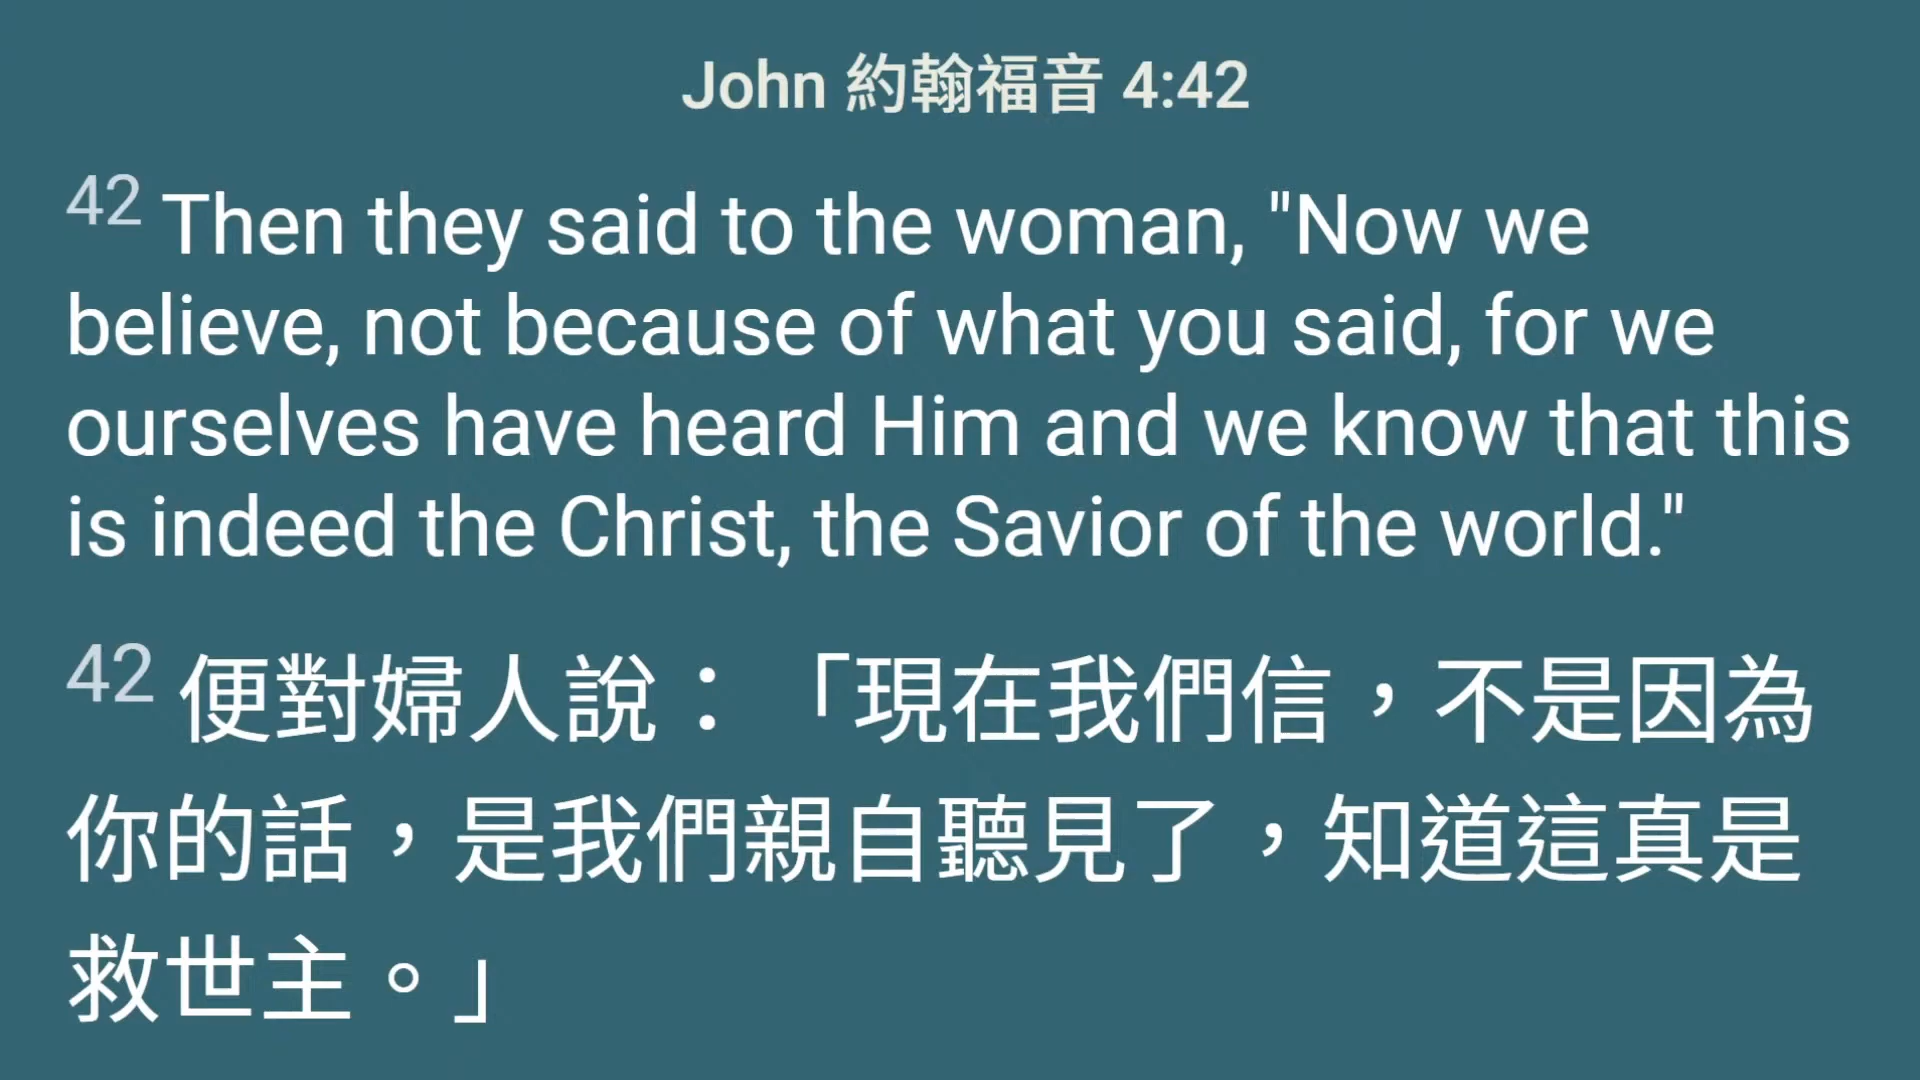 John 約翰福音 4:42
42 Then they said to the woman, "Now we
believe, not because of what you said, for we
ourselves have heard Him and we know that this
is indeed the Christ, the Savior of the world."
42 便對婦人說：「現在我們信，不是因為
你的話，是我們親自聽見了，知道這真是
救世主。」